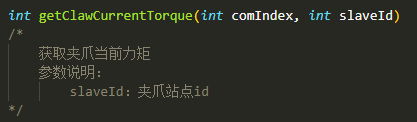 int getClawCurrentTorque(int comIndex, int slaveId)
/*
获取夹爪当前力矩
参数说明:
slaveId: 夹爪站点id
*/